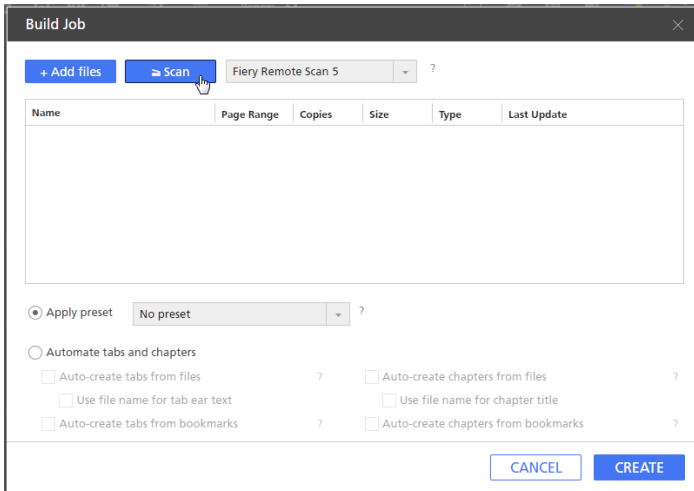 Build Job
+ Add files
Scan
Fiery Remote Scan 5
?
Name Page Range Copies Size Type Last Update
Apply preset
No preset
?
Automate tabs and chapters
Auto-create tabs from files ? Auto-create chapters from files ?
Use file name for tab ear text Use file name for chapter title
Auto-create tabs from bookmarks ? Auto-create chapters from bookmarks ?
CANCEL CREATE